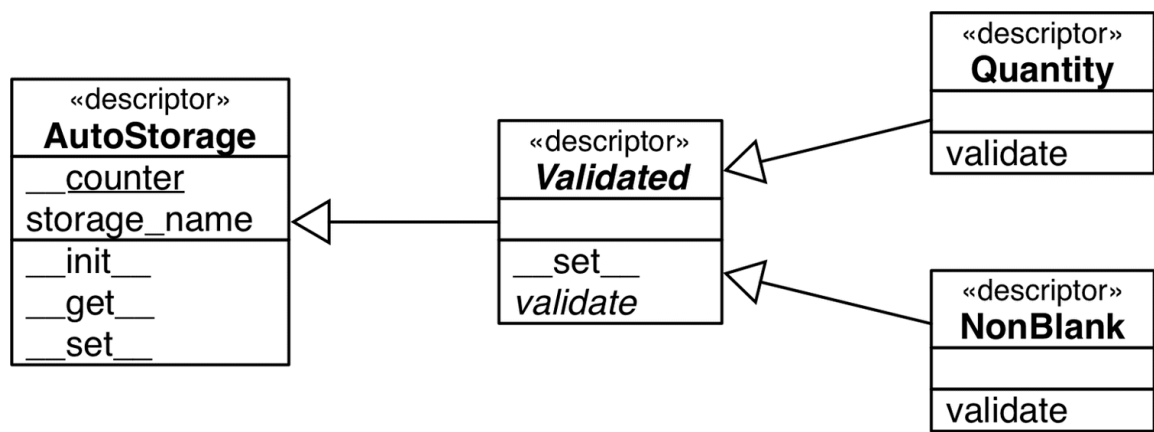 «descriptor»
AutoStorage
__counter
storage_name
__init__
__get__
__set__
«descriptor»
Validated
__set__
validate
«descriptor»
Quantity
validate
«descriptor»
NonBlank
validate